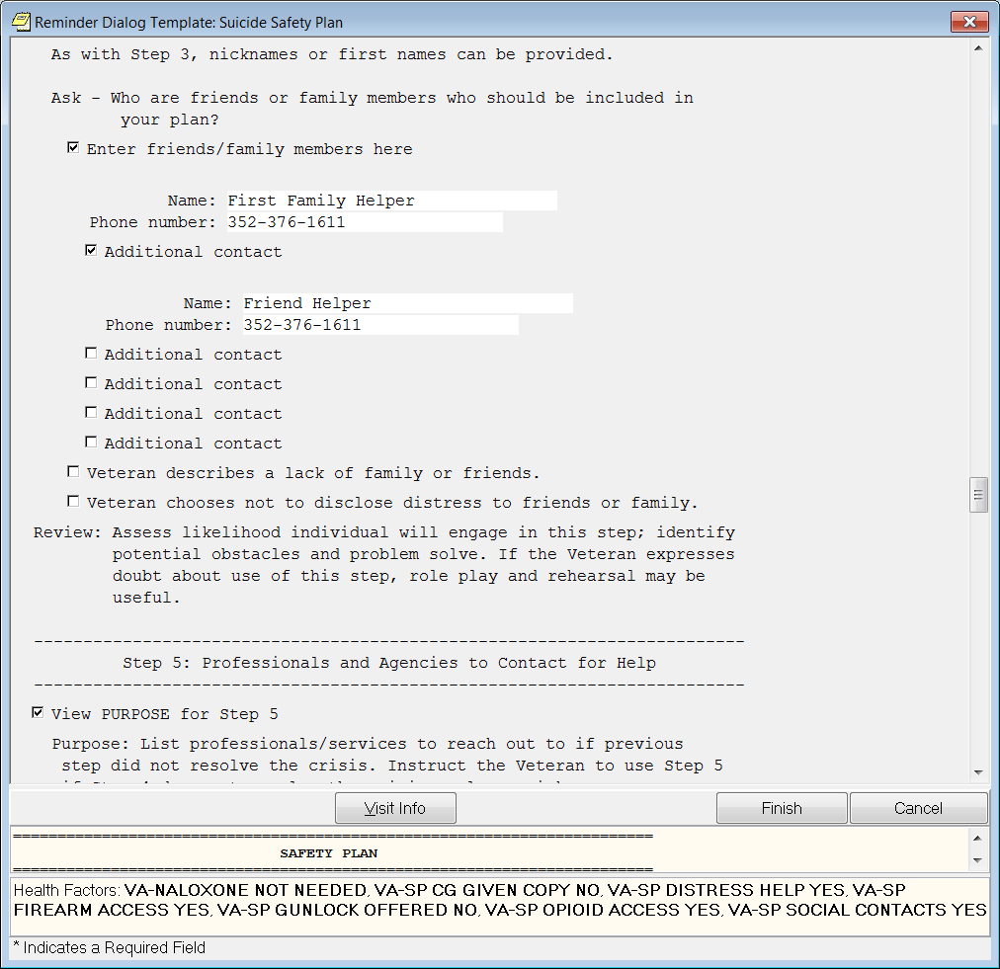 Reminder Dialog Template: Suicide Safety Plan
As with Step 3, nicknames or first names can be provided.
Ask - Who are friends or family members who should be included in
your plan?
Enter friends/family members here
Name: First Family Helper
Phone number: 352-376-1611
Additional contact
Name: Friend Helper
Phone number: 352-376-1611
Additional contact
Additional contact
Additional contact
Additional contact
Veteran describes a lack of family or friends.
Veteran chooses not to disclose distress to friends or family.
Review: Assess likelihood individual will engage in this step; identify
potential obstacles and problem solve. If the Veteran expresses
doubt about use of this step, role play and rehearsal may be
useful.
------------------------------------------------------------------------
Step 5: Professionals and Agencies to Contact for Help
------------------------------------------------------------------------
View PURPOSE for Step 5
Purpose: List professionals/services to reach out to if previous
step did not resolve the crisis. Instruct the Veteran to use Step 5
Visit Info
Finish
Cancel
SAFETY PLAN
Health Factors: VA-NALOXONE NOT NEEDED, VA-SP CG GIVEN COPY NO, VA-SP DISTRESS HELP YES, VA-SP
FIREARM ACCESS YES, VA-SP GUNLOCK OFFERED NO, VA-SP OPIOID ACCESS YES, VA-SP SOCIAL CONTACTS YES
* Indicates a Required Field